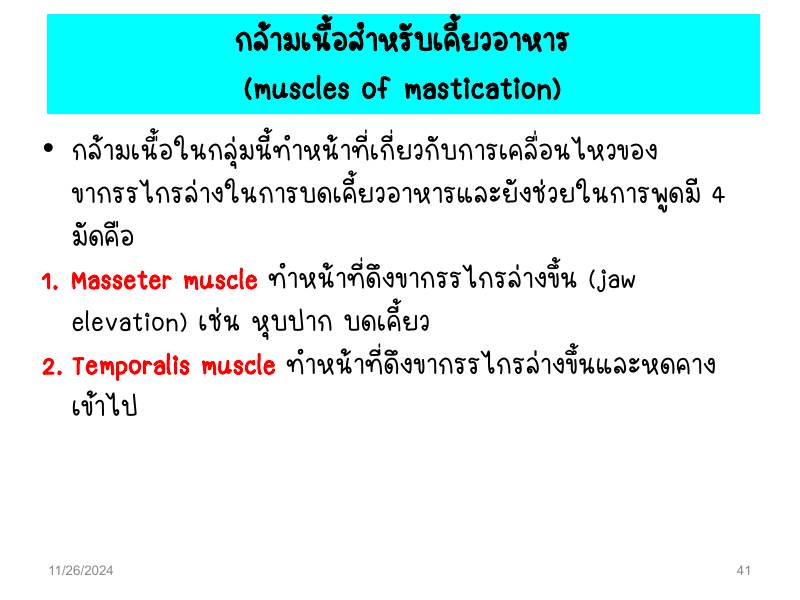 กล้ามเนื้อสำหรับเคี้ยวอาหาร
(muscles of mastication)
• กล้ามเนื้อในกลุ่มนี้ทำหน้าที่เกี่ยวกับการเคลื่อนไหวของ
ขากรรไกรล่างในการบดเคี้ยวอาหารและยังช่วยในการพูดมี 4
มัดคือ
1. Masseter muscle ทำหน้าที่ดึงขากรรไกรล่างขึ้น (jaw
elevation) เช่น หุบปาก บดเคี้ยว
2. Temporalis muscle ทำหน้าที่ดึงขากรรไกรล่างขึ้นและหดคาง
เข้าไป
11/26/2024
41